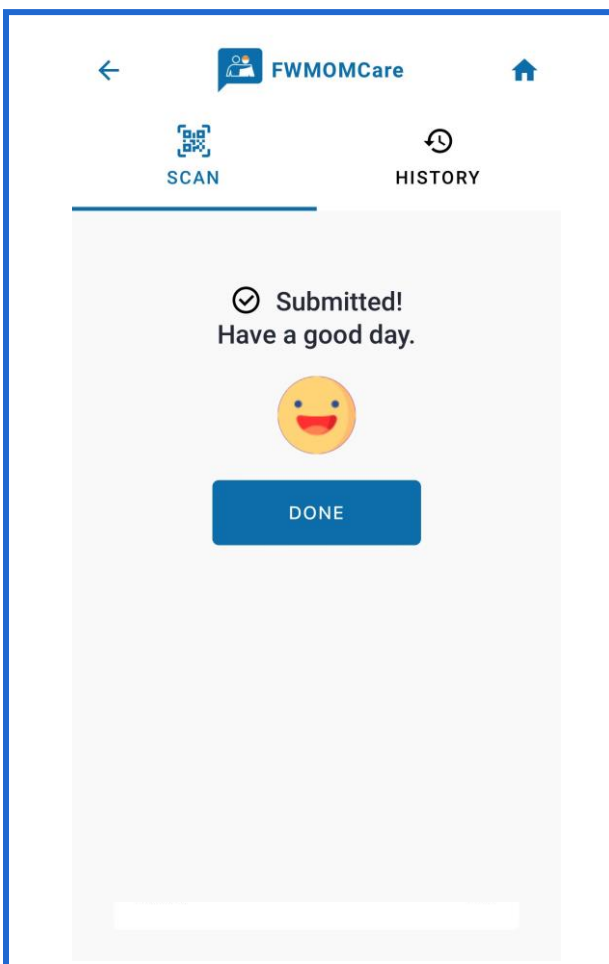 FWMOMCare
SCAN
HISTORY
Submitted!
Have a good day.
DONE